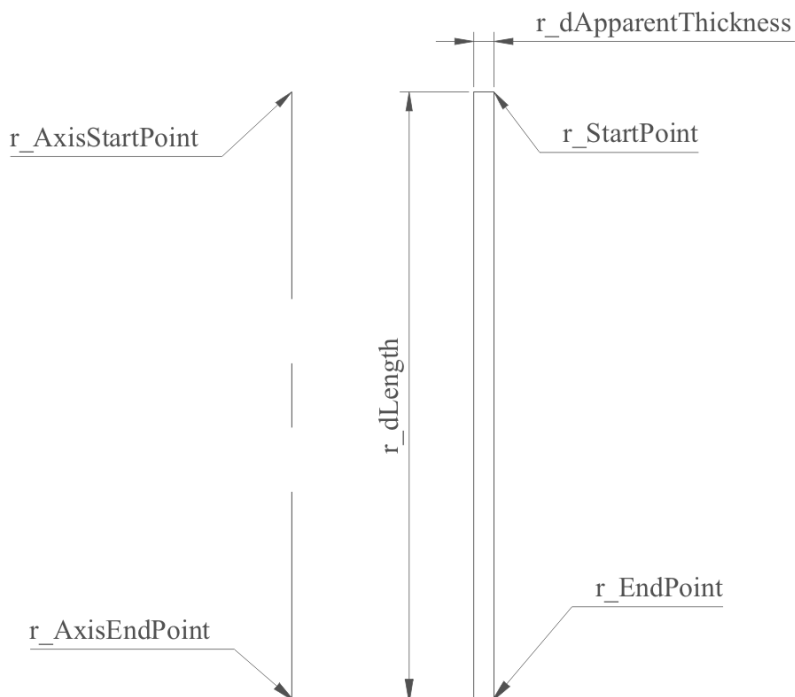 r_dApparentThickness
r_AxisStartPoint
r_StartPoint
r_dLength
r_EndPoint
r_AxisEndPoint